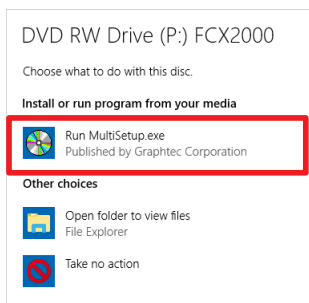 DVD RW Drive (P:) FCX2000
Choose what to do with this disc.
Install or run program from your media
Run MultiSetup.exe
Published by Graphtec Corporation
Other choices
Open folder to view files
File Explorer
Take no action